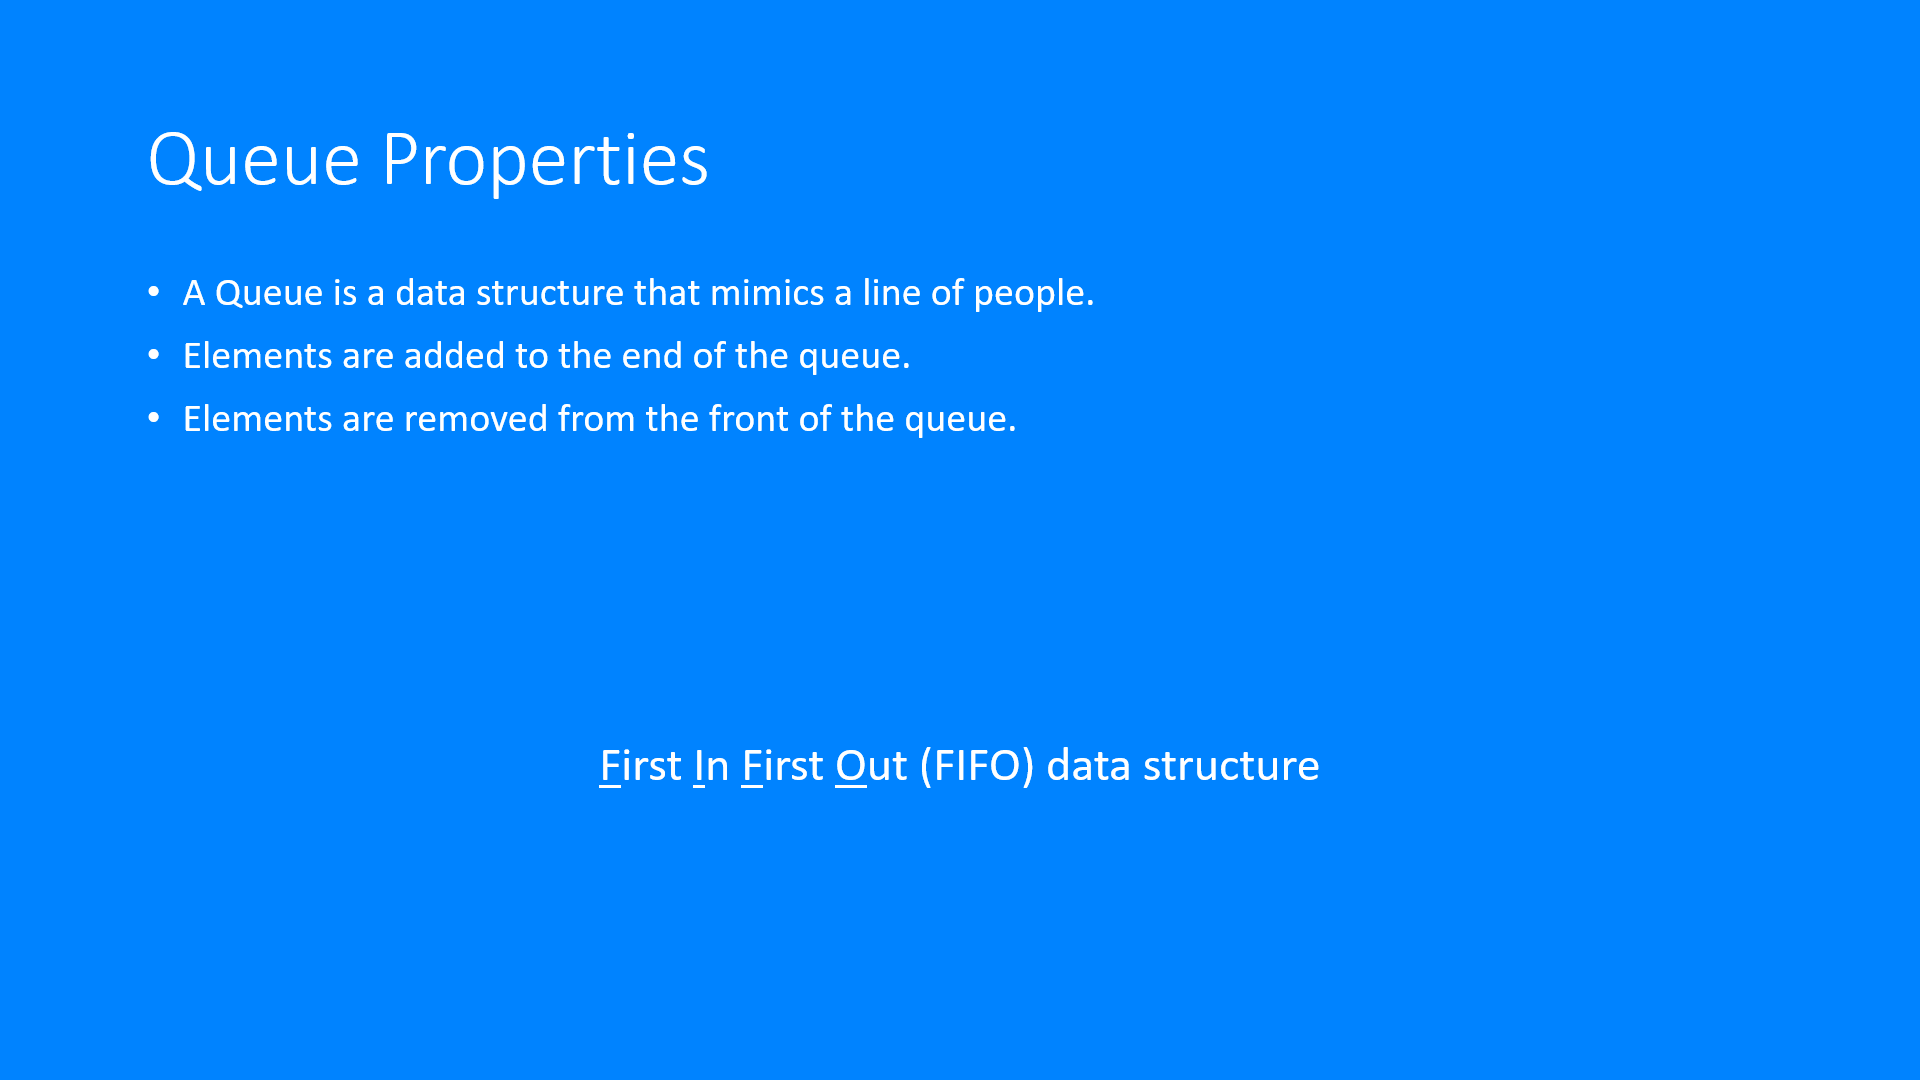 Queue Properties
• A Queue is a data structure that mimics a line of people.
• Elements are added to the end of the queue.
• Elements are removed from the front of the queue.
First In First Out (FIFO) data structure